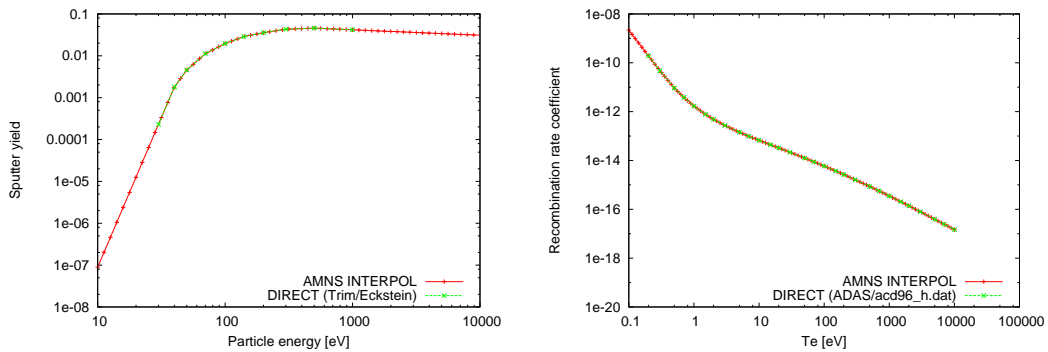 Sputter yield
0.1
0.01
0.001
0.0001
1e-05
1e-06
1e-07
1e-08
10
100
1000
10000
Particle energy [eV]
AMNS INTERPOL
DIRECT (Trim/Eckstein)
Recombination rate coefficient
1e-08
1e-10
1e-12
1e-14
1e-16
1e-18
1e-20
0.1
1
10
100
1000
10000
100000
Te [eV]
AMNS INTERPOL
DIRECT (ADAS/acd96_h.dat)